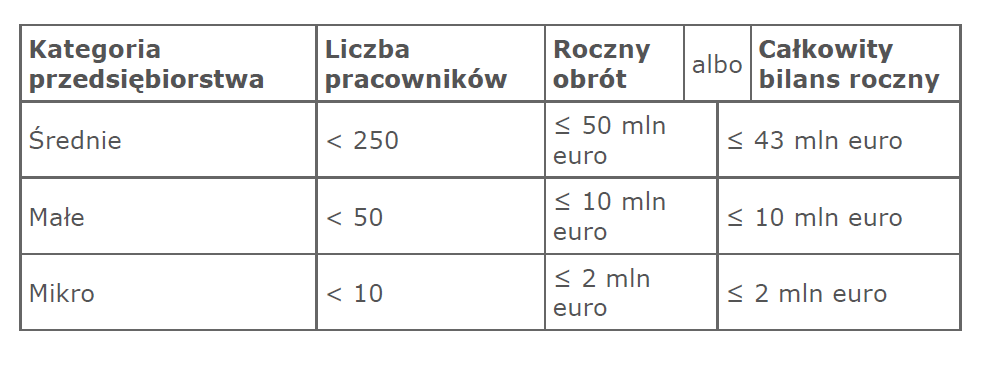 Kategoria przedsiębiorstwa | Liczba pracowników | Roczny obrót | albo | Całkowity bilans roczny
Średnie | < 250 | ≤ 50 mln euro | ≤ 43 mln euro
Małe | < 50 | ≤ 10 mln euro | ≤ 10 mln euro
Mikro | < 10 | ≤ 2 mln euro | ≤ 2 mln euro